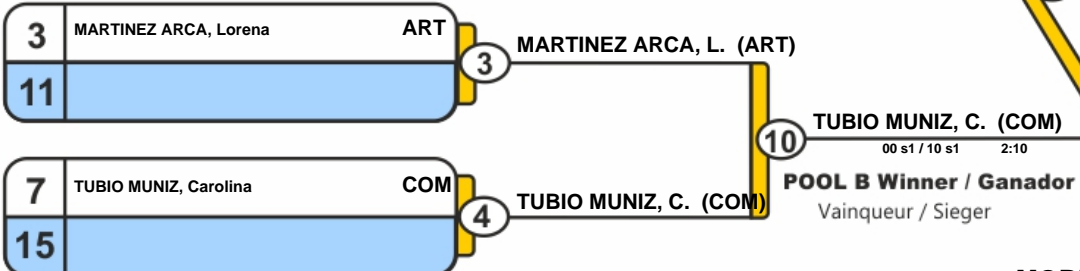 3 MARTINEZ ARCA, Lorena ART
11
3
MARTINEZ ARCA, L. (ART)
7 TUBIO MUNIZ, Carolina COM
15
4
TUBIO MUNIZ, C. (COM)
10
TUBIO MUNIZ, C. (COM)
00 s1 / 10 s1 2:10
POOL B Winner / Ganador
Vainqueur / Sieger